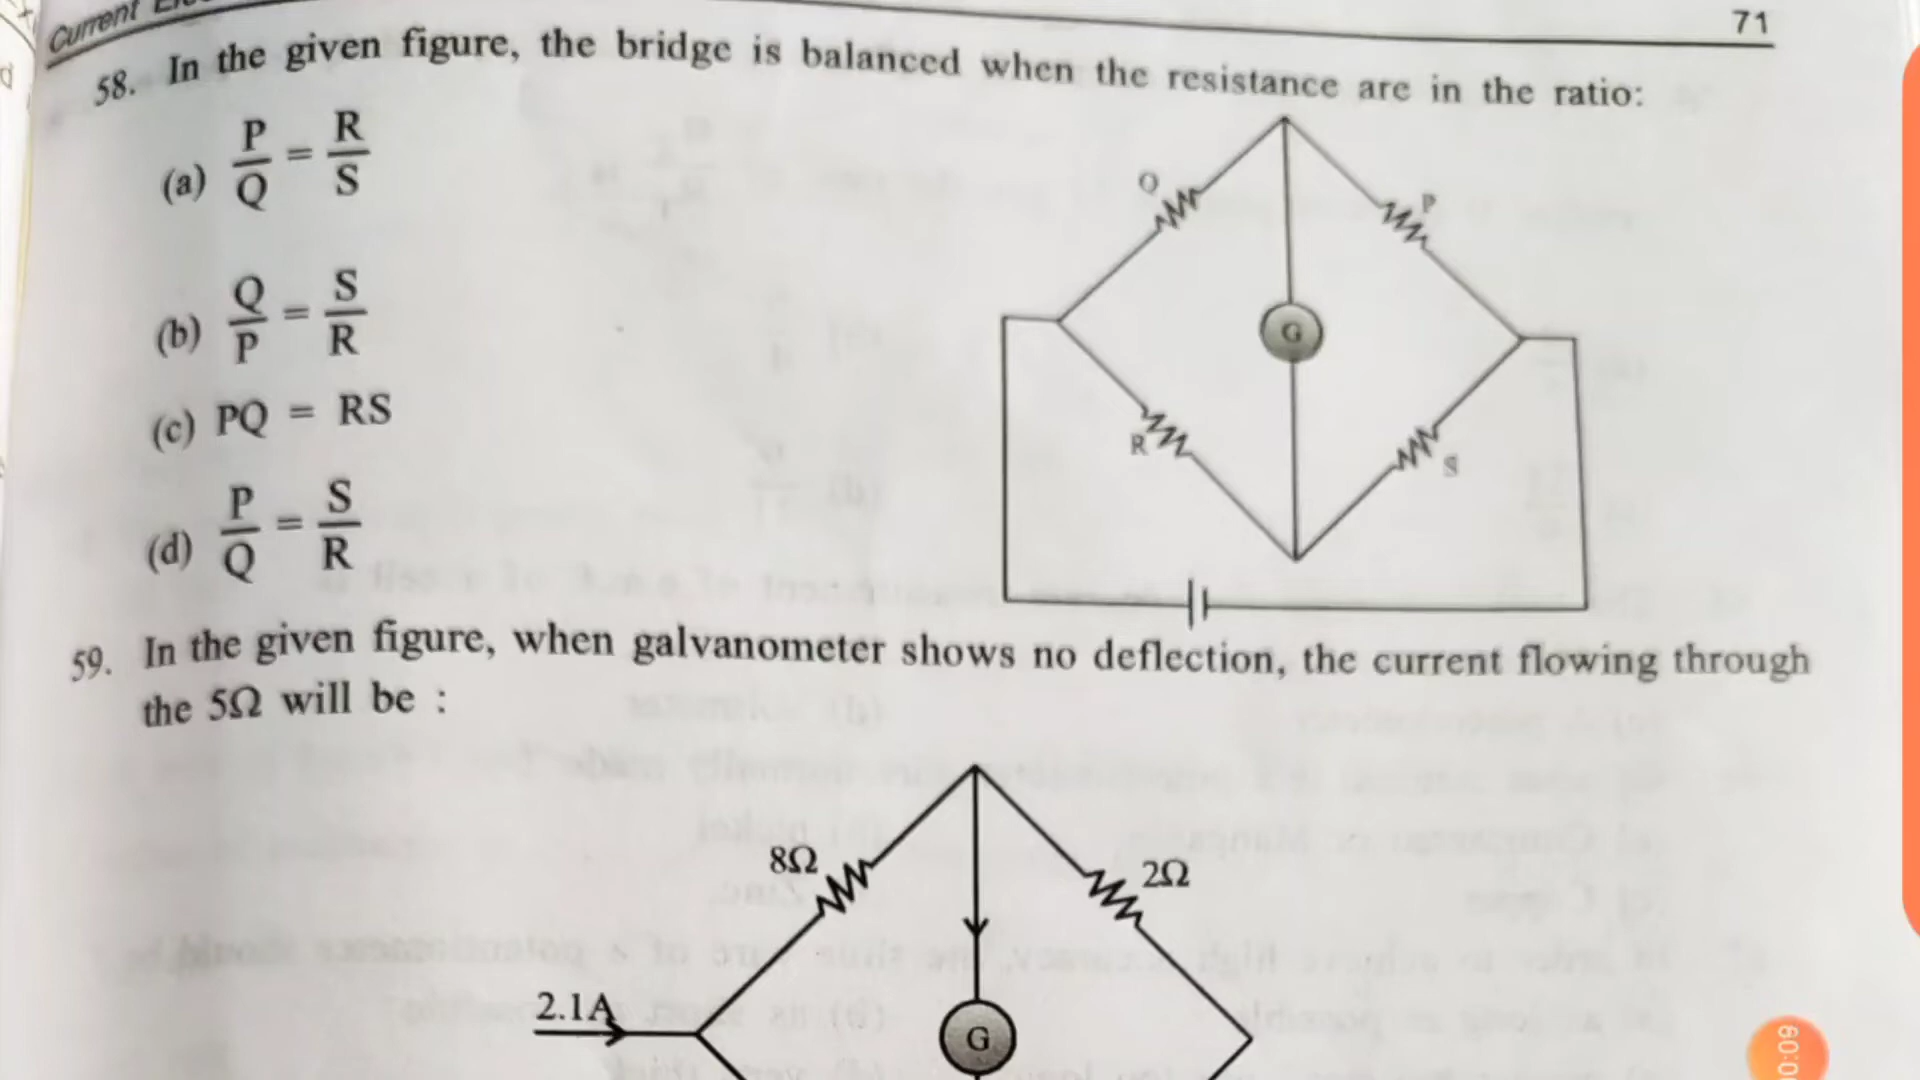 Current
71
58. In the given figure, the bridge is balanced when the resistance are in the ratio:
(a) P/Q = R/S
(b) Q/P = S/R
(c) PQ = RS
(d) P/Q = S/R
Q
P
G
R
S
59. In the given figure, when galvanometer shows no deflection, the current flowing through
the 5Ω will be :
8Ω
2Ω
2.1A
G